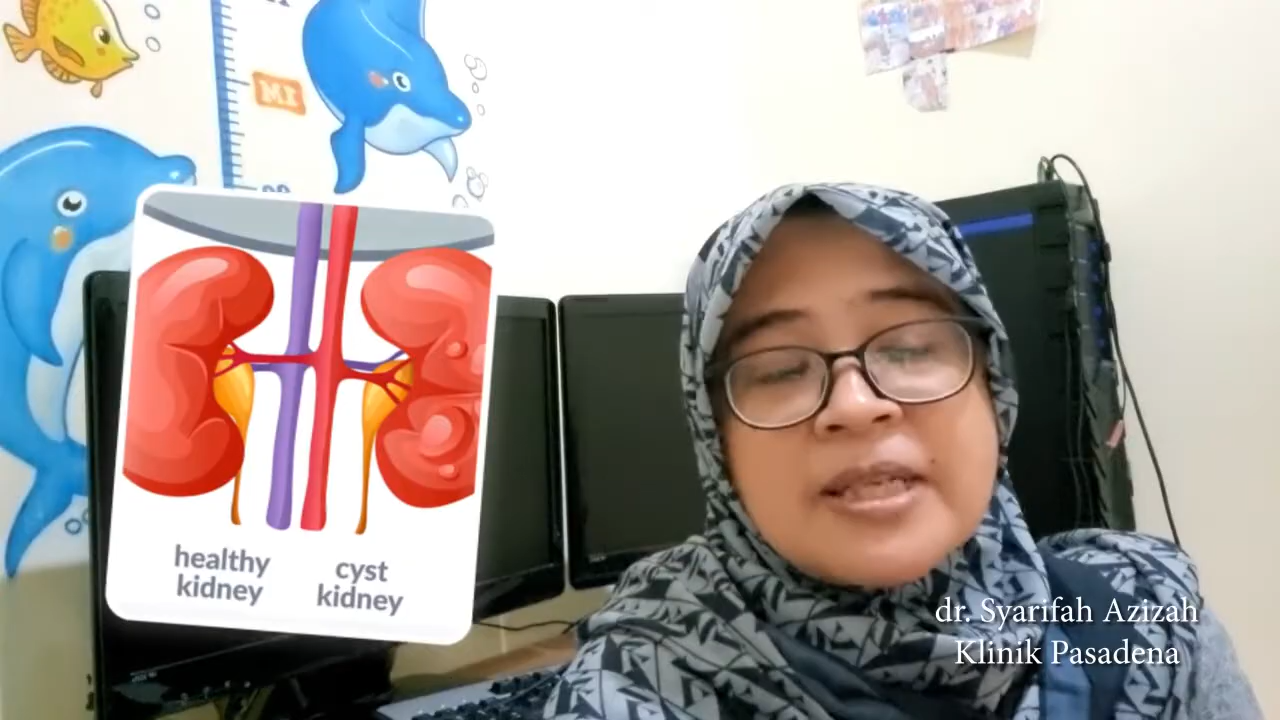 healthy
kidney
cyst
kidney
dr. Syarifah Azizah
Klinik Pasadena